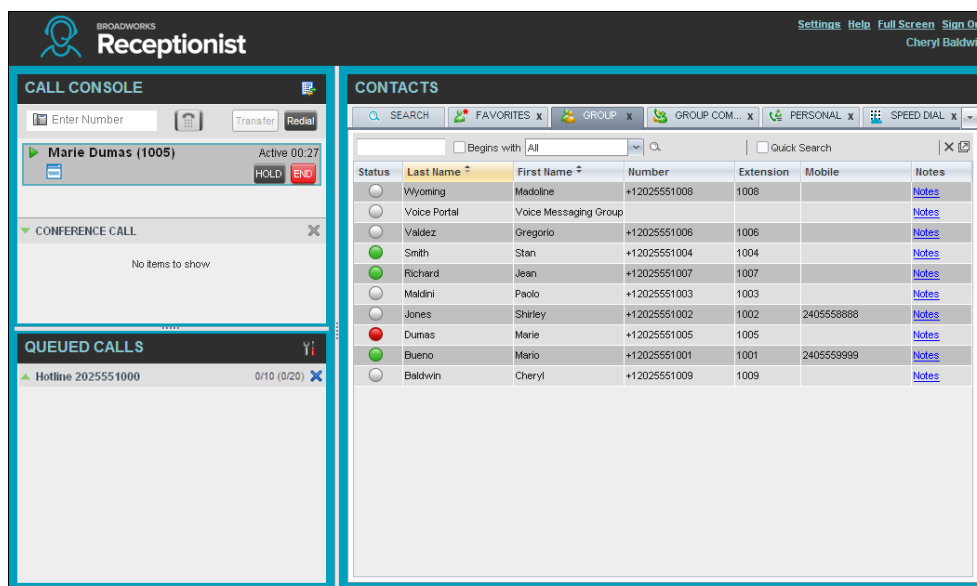 BROADWORKS
Receptionist
Settings Help Full Screen Sign Ou
Cheryl Baldwi
CALL CONSOLE
Enter Number Transfer Redial
Marie Dumas (1005) Active 00:27
HOLD END
CONFERENCE CALL
No items to show
QUEUED CALLS
Hotline 2025551000 0/10 (0/20)
CONTACTS
SEARCH FAVORITES X GROUP X GROUP COM... X PERSONAL X SPEED DIAL X
Begins with All Quick Search
Status Last Name First Name Number Extension Mobile Notes
Wyoming Madoline +12025551008 1008 Notes
Voice Portal Voice Messaging Group Notes
Valdez Gregorio +12025551006 1006 Notes
Smith Stan +12025551004 1004 Notes
Richard Jean +12025551007 1007 Notes
Maldini Paolo +12025551003 1003 Notes
Jones Shirley +12025551002 1002 2405558888 Notes
Dumas Marie +12025551005 1005 Notes
Bueno Mario +12025551001 1001 2405559999 Notes
Baldwin Cheryl +12025551009 1009 Notes